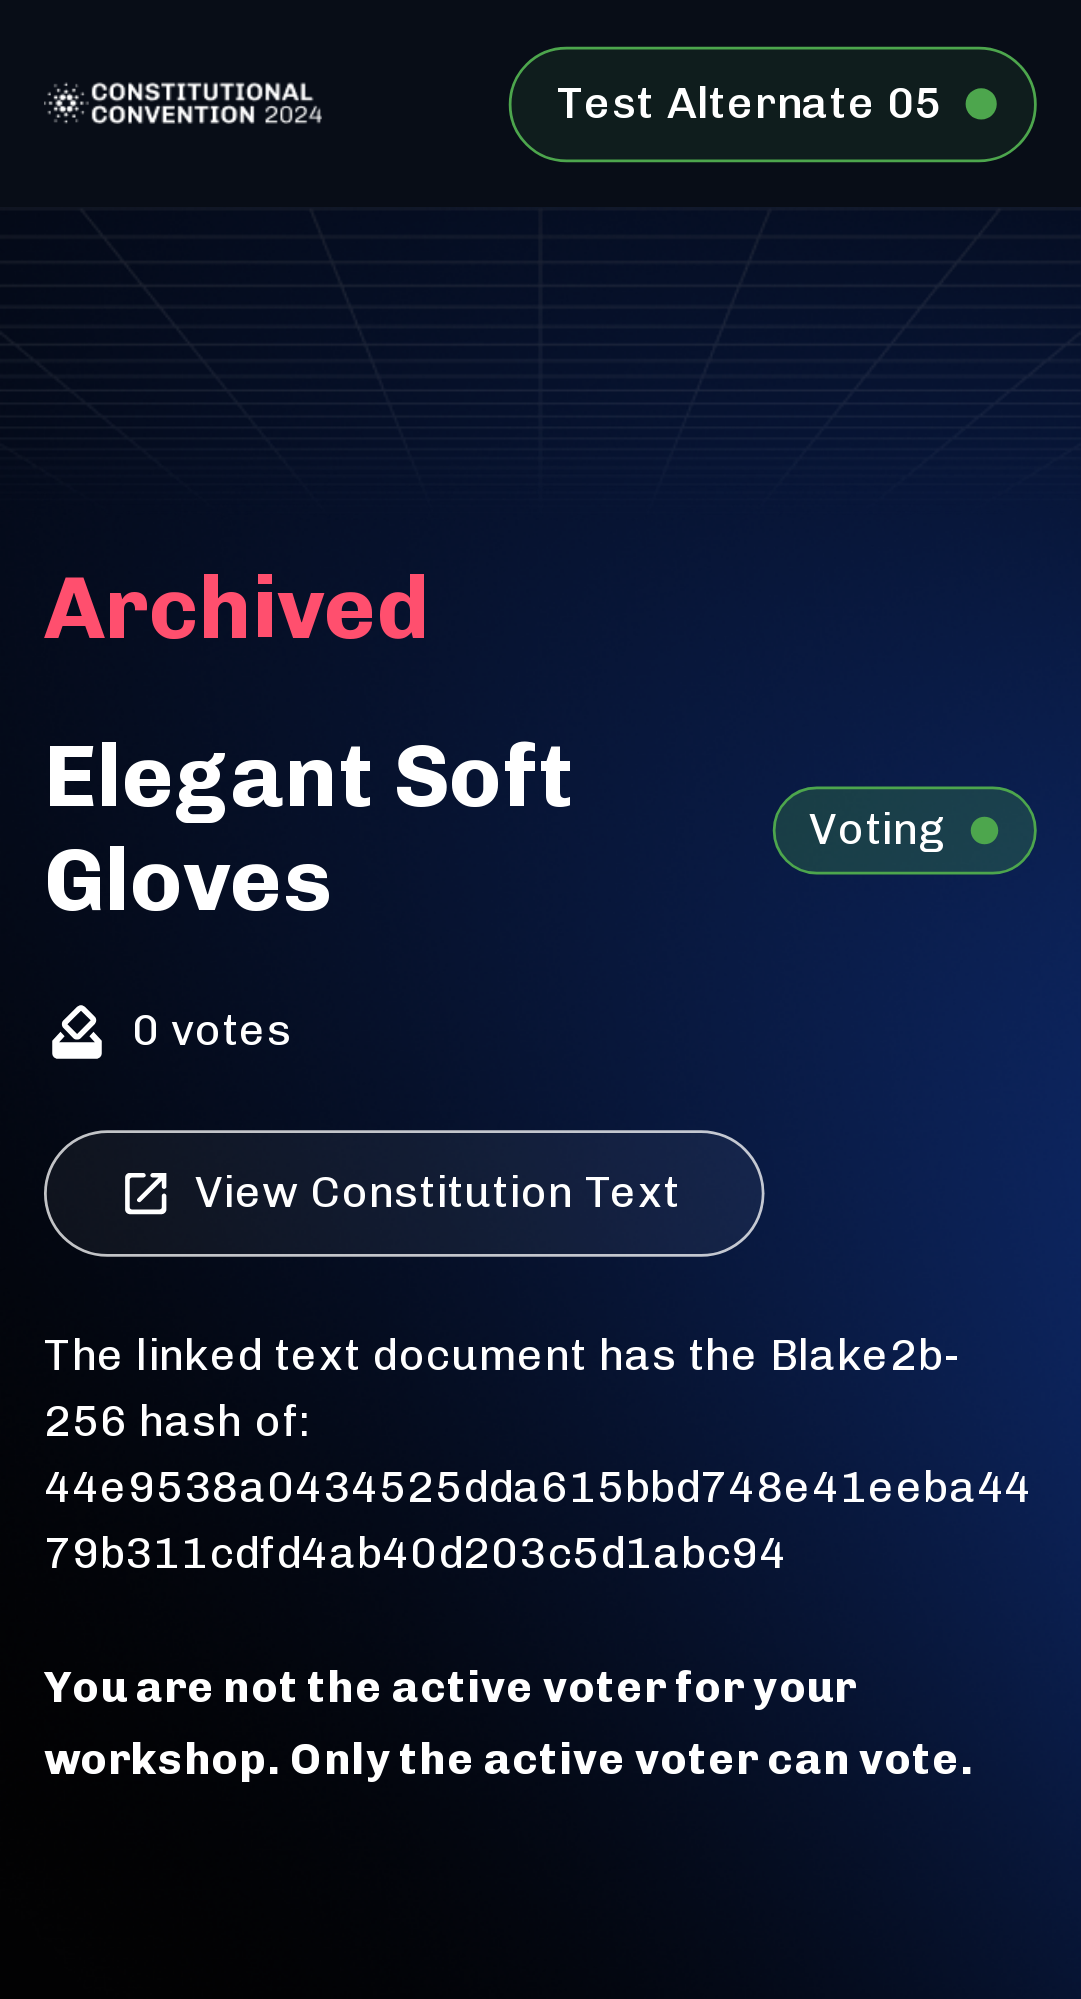 CONSTITUTIONAL
CONVENTION 2024
Test Alternate 05
Archived
Elegant Soft
Gloves
Voting
0 votes
View Constitution Text
The linked text document has the Blake2b-
256 hash of:
44e9538a0434525dda615bbd748e41eeba44
79b311cdfd4ab40d203c5d1abc94
You are not the active voter for your
workshop. Only the active voter can vote.